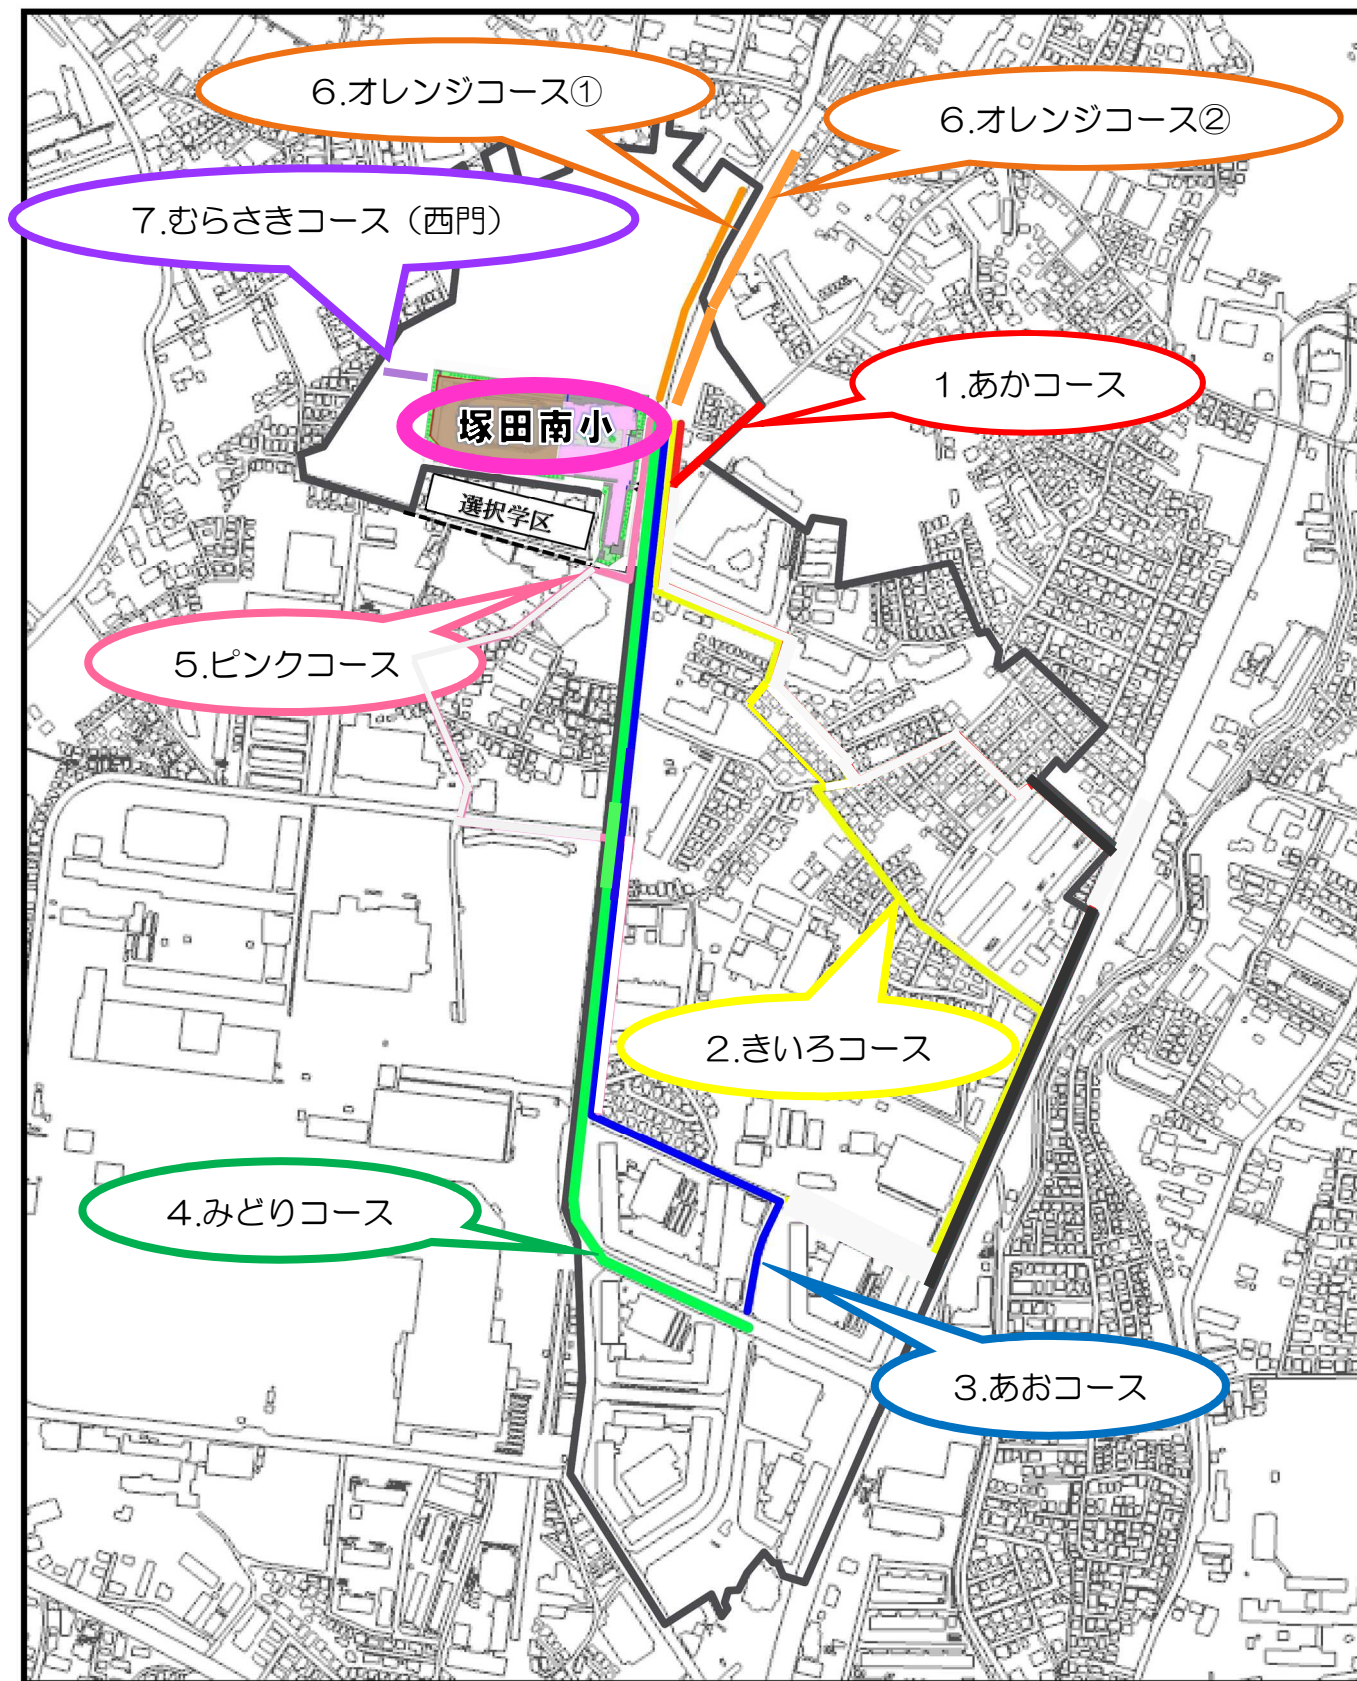 6.オレンジコース①
6.オレンジコース②
7.むらさきコース（西門）
1.あかコース
塚田南小
選択学区
5.ピンクコース
2.きいろコース
4.みどりコース
3.あおコース